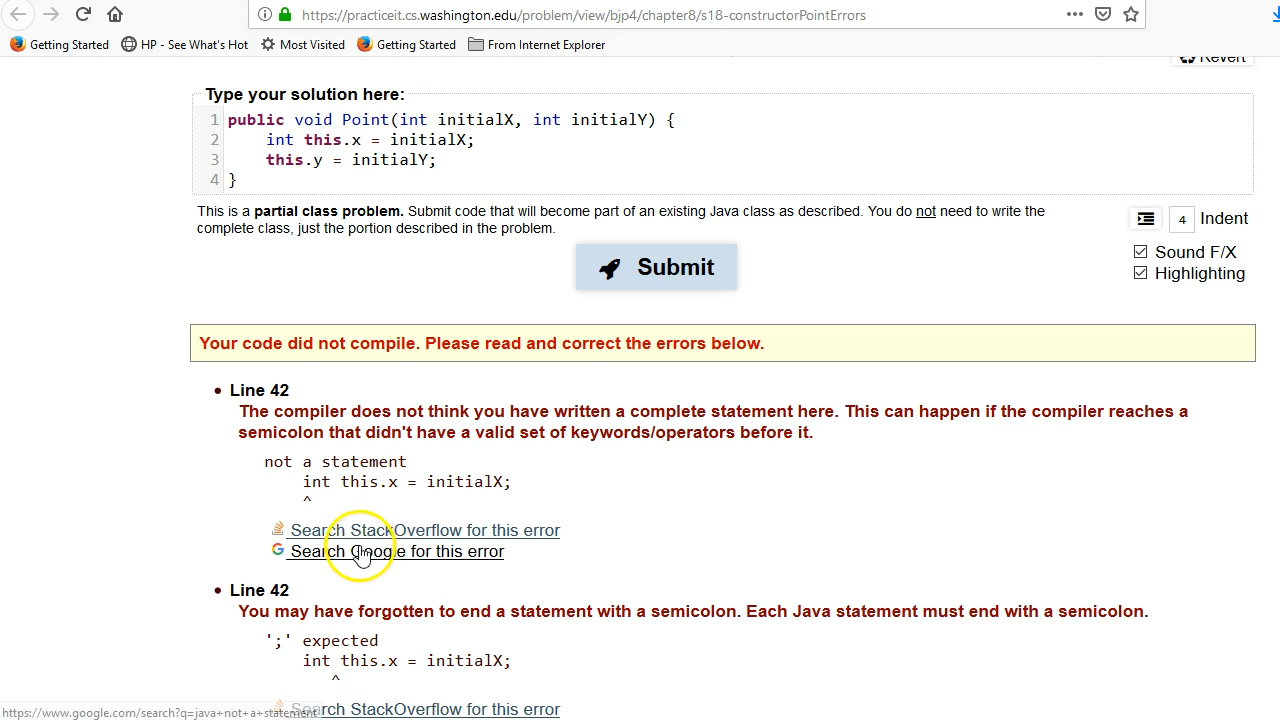 https://practiceit.cs.washington.edu/problem/view/bjp4/chapter8/s18-constructorPointErrors
Getting Started HP - See What's Hot Most Visited Getting Started From Internet Explorer
Revert
Type your solution here:
1 public void Point(int initialX, int initialY) {
2 int this.x = initialX;
3 this.y = initialY;
4 }
This is a partial class problem. Submit code that will become part of an existing Java class as described. You do not need to write the
complete class, just the portion described in the problem.
4 Indent
Sound F/X
Submit
Highlighting
Your code did not compile. Please read and correct the errors below.
• Line 42
The compiler does not think you have written a complete statement here. This can happen if the compiler reaches a
semicolon that didn't have a valid set of keywords/operators before it.
not a statement
int this.x = initialX;
^
Search StackOverflow for this error
Search Google for this error
• Line 42
You may have forgotten to end a statement with a semicolon. Each Java statement must end with a semicolon.
';' expected
int this.x = initialX;
^
Search StackOverflow for this error
https://www.google.com/search?q=java+not+a+statement